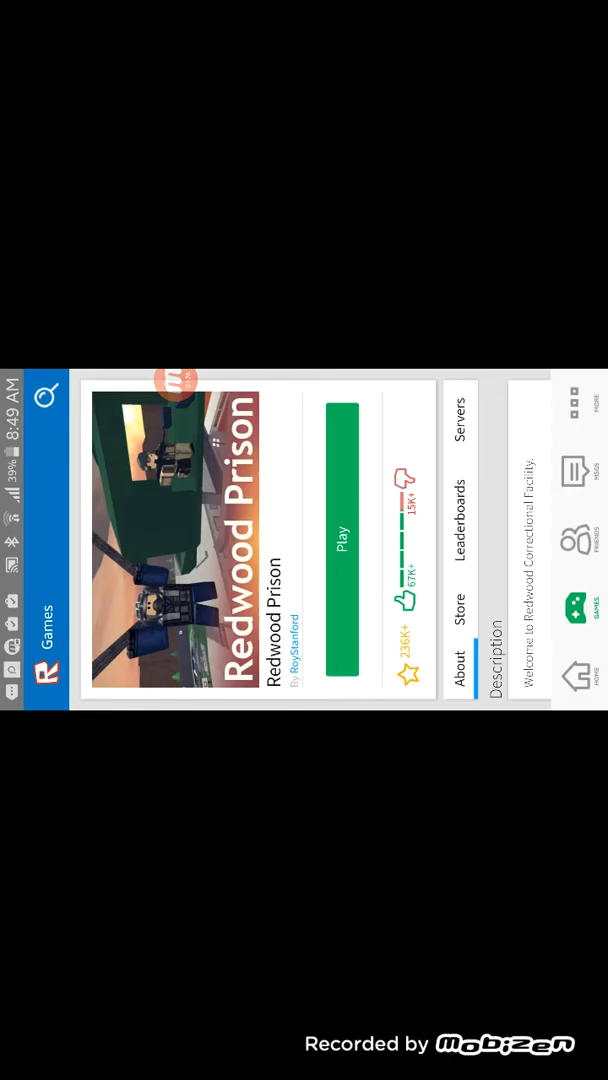 39% 8:49 AM
Games
Redwood Prison
Redwood Prison
By RoyStanford
Play
236K+ 67K+ 15K+
About Store Leaderboards Servers
Description
Welcome to Redwood Correctional Facility.
HOME GAMES FRIENDS MSGS MORE
Recorded by mobizen